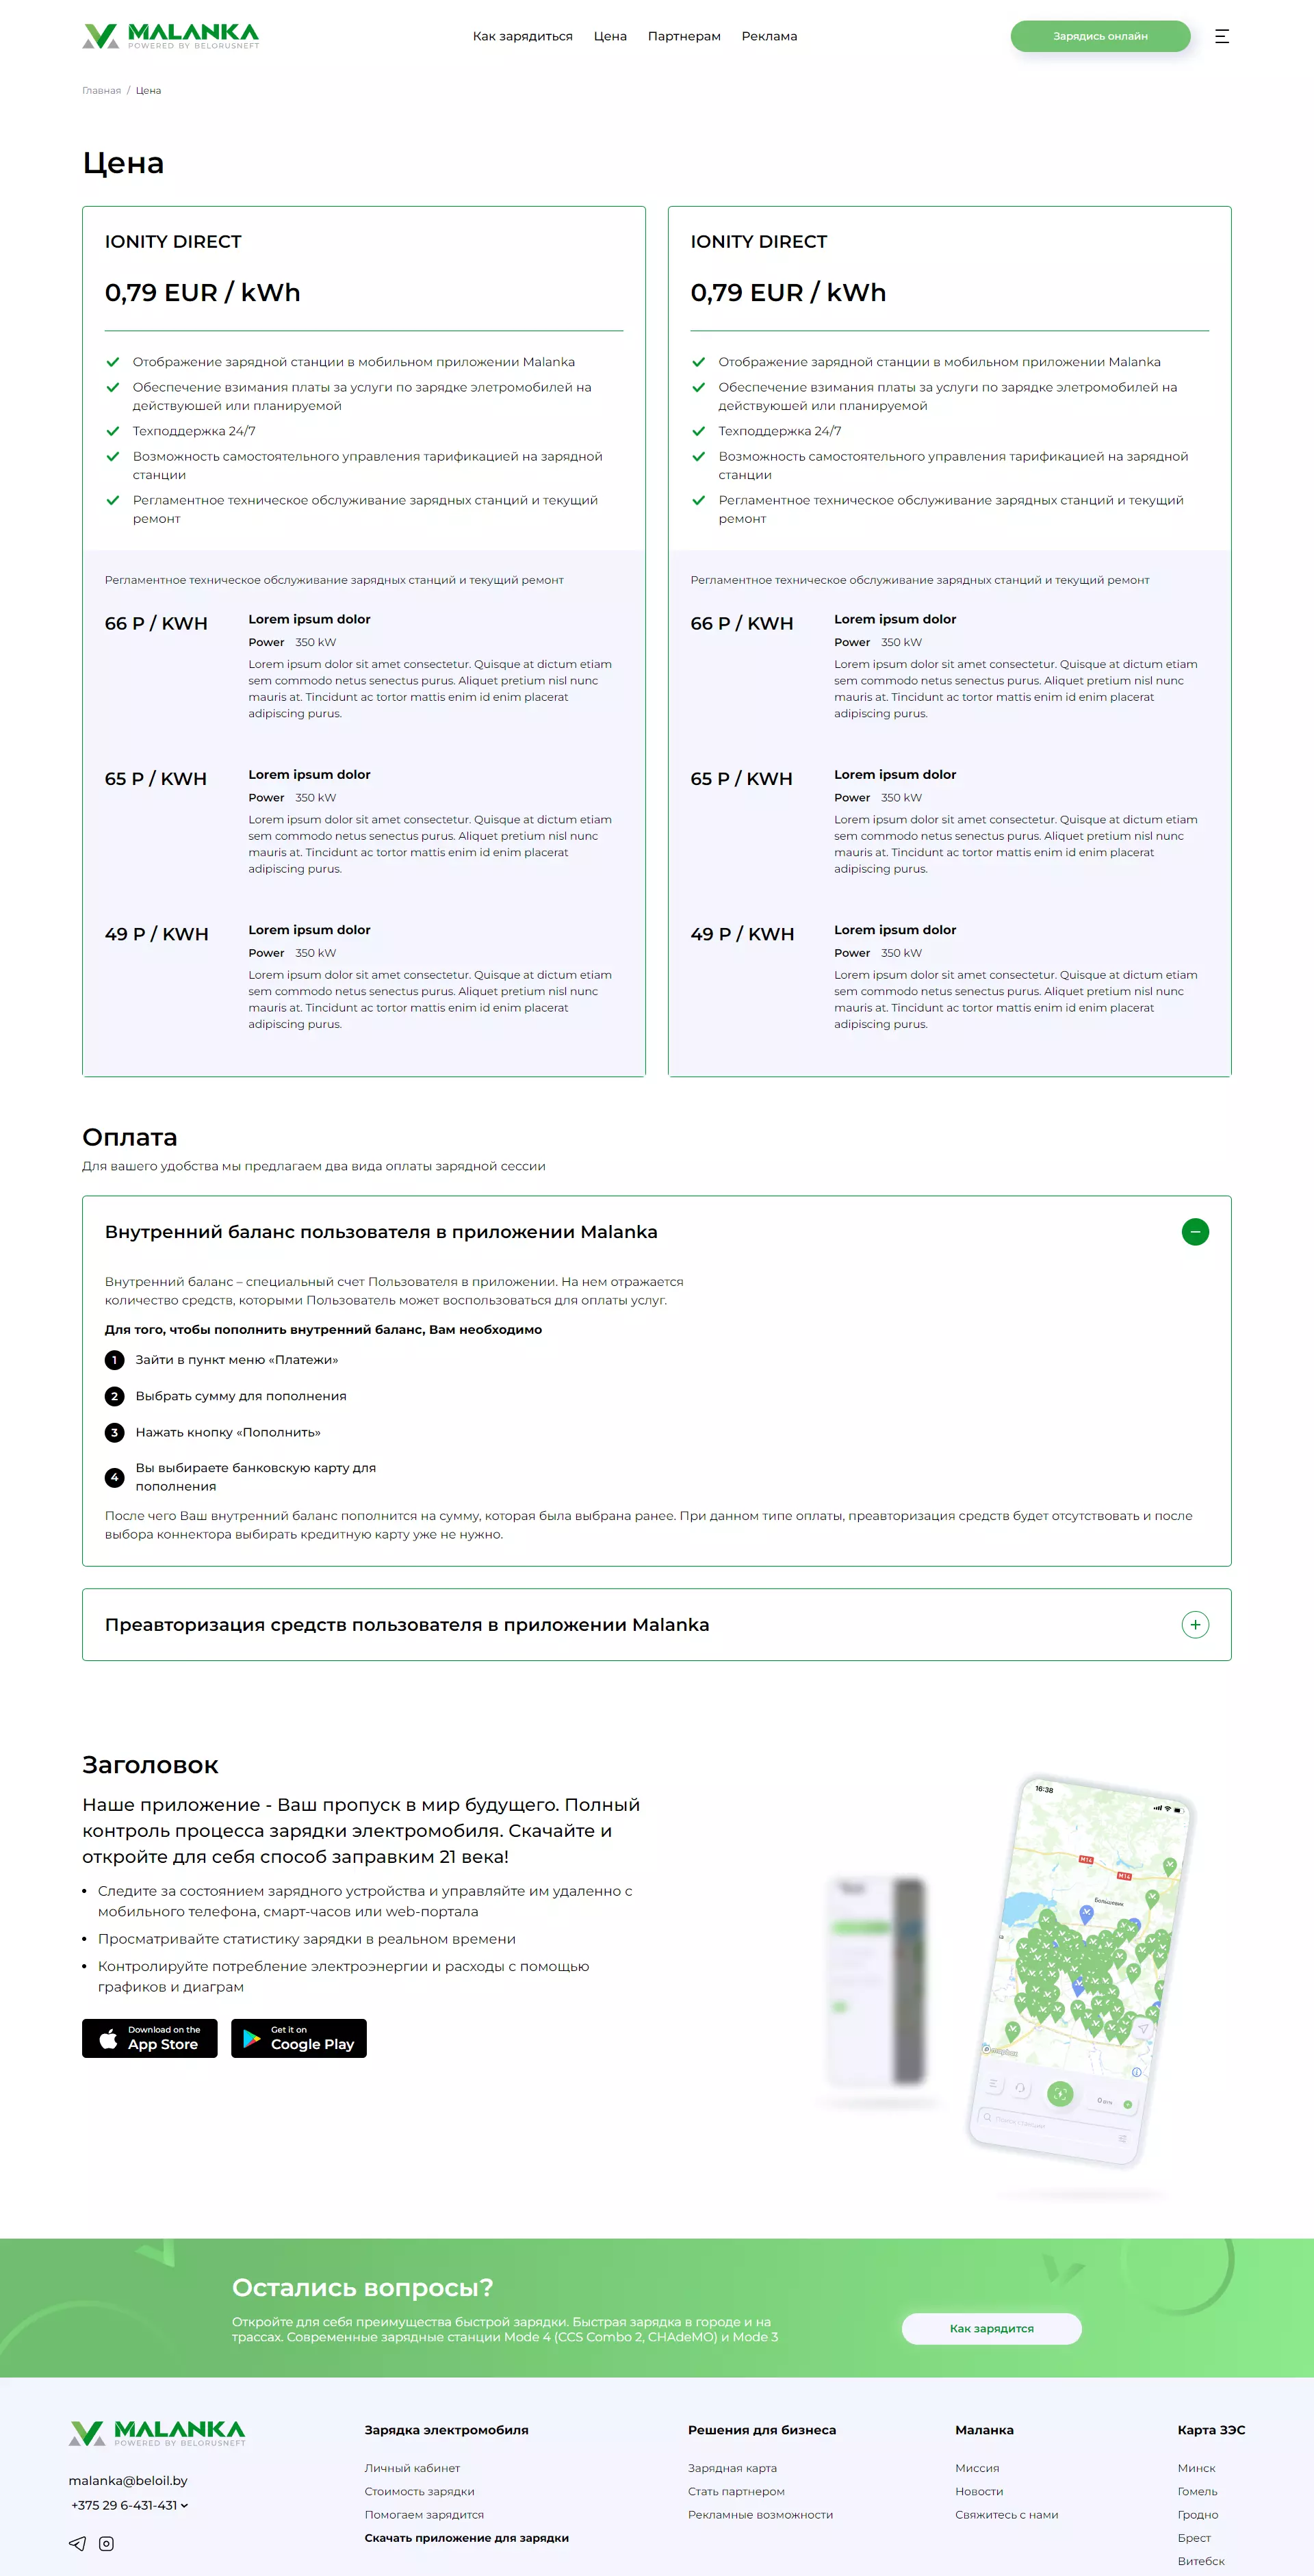 MALANKA
POWERED BY BELORUSNEFT
Как зарядиться
Цена
Партнерам
Реклама
Зарядись онлайн
Главная / Цена
Цена
IONITY DIRECT
0,79 EUR / kWh
Отображение зарядной станции в мобильном приложении Malanka
Обеспечение взимания платы за услуги по зарядке элетромобилей на
действуюшей или планируемой
Техподдержка 24/7
Возможность самостоятельного управления тарификацией на зарядной
станции
Регламентное техническое обслуживание зарядных станций и текущий
ремонт
Регламентное техническое обслуживание зарядных станций и текущий ремонт
66 Р / KWH
Lorem ipsum dolor
Power 350 kW
Lorem ipsum dolor sit amet consectetur. Quisque at dictum etiam
sem commodo netus senectus purus. Aliquet pretium nisl nunc
mauris at. Tincidunt ac tortor mattis enim id enim placerat
adipiscing purus.
65 Р / KWH
Lorem ipsum dolor
Power 350 kW
Lorem ipsum dolor sit amet consectetur. Quisque at dictum etiam
sem commodo netus senectus purus. Aliquet pretium nisl nunc
mauris at. Tincidunt ac tortor mattis enim id enim placerat
adipiscing purus.
49 Р / KWH
Lorem ipsum dolor
Power 350 kW
Lorem ipsum dolor sit amet consectetur. Quisque at dictum etiam
sem commodo netus senectus purus. Aliquet pretium nisl nunc
mauris at. Tincidunt ac tortor mattis enim id enim placerat
adipiscing purus.
IONITY DIRECT
0,79 EUR / kWh
Отображение зарядной станции в мобильном приложении Malanka
Обеспечение взимания платы за услуги по зарядке элетромобилей на
действуюшей или планируемой
Техподдержка 24/7
Возможность самостоятельного управления тарификацией на зарядной
станции
Регламентное техническое обслуживание зарядных станций и текущий
ремонт
Регламентное техническое обслуживание зарядных станций и текущий ремонт
66 Р / KWH
Lorem ipsum dolor
Power 350 kW
Lorem ipsum dolor sit amet consectetur. Quisque at dictum etiam
sem commodo netus senectus purus. Aliquet pretium nisl nunc
mauris at. Tincidunt ac tortor mattis enim id enim placerat
adipiscing purus.
65 Р / KWH
Lorem ipsum dolor
Power 350 kW
Lorem ipsum dolor sit amet consectetur. Quisque at dictum etiam
sem commodo netus senectus purus. Aliquet pretium nisl nunc
mauris at. Tincidunt ac tortor mattis enim id enim placerat
adipiscing purus.
49 Р / KWH
Lorem ipsum dolor
Power 350 kW
Lorem ipsum dolor sit amet consectetur. Quisque at dictum etiam
sem commodo netus senectus purus. Aliquet pretium nisl nunc
mauris at. Tincidunt ac tortor mattis enim id enim placerat
adipiscing purus.
Оплата
Для вашего удобства мы предлагаем два вида оплаты зарядной сессии
Внутренний баланс пользователя в приложении Malanka
Внутренний баланс – специальный счет Пользователя в приложении. На нем отражается
количество средств, которыми Пользователь может воспользоваться для оплаты услуг.
Для того, чтобы пополнить внутренний баланс, Вам необходимо
1 Зайти в пункт меню «Платежи»
2 Выбрать сумму для пополнения
3 Нажать кнопку «Пополнить»
4 Вы выбираете банковскую карту для
пополнения
После чего Ваш внутренний баланс пополнится на сумму, которая была выбрана ранее. При данном типе оплаты, преавторизация средств будет отсутствовать и после
выбора коннектора выбирать кредитную карту уже не нужно.
Преавторизация средств пользователя в приложении Malanka
Заголовок
Наше приложение - Ваш пропуск в мир будущего. Полный
контроль процесса зарядки электромобиля. Скачайте и
откройте для себя способ заправким 21 века!
• Следите за состоянием зарядного устройства и управляйте им удаленно с
мобильного телефона, смарт-часов или web-портала
• Просматривайте статистику зарядки в реальном времени
• Контролируйте потребление электроэнергии и расходы с помощью
графиков и диаграм
Download on the
App Store
Get it on
Coogle Play
16:38
M14
M14
Большевик
mapbox
Остались вопросы?
Откройте для себя преимущества быстрой зарядки. Быстрая зарядка в городе и на
трассах. Современные зарядные станции Mode 4 (CCS Combo 2, CHAdeMO) и Mode 3
Как зарядится
MALANKA
POWERED BY BELORUSNEFT
malanka@beloil.by
+375 29 6-431-431
Зарядка электромобиля
Личный кабинет
Стоимость зарядки
Помогаем зарядится
Скачать приложение для зарядки
Решения для бизнеса
Зарядная карта
Стать партнером
Рекламные возможности
Маланка
Миссия
Новости
Свяжитесь с нами
Карта ЗЭС
Минск
Гомель
Гродно
Брест
Витебск